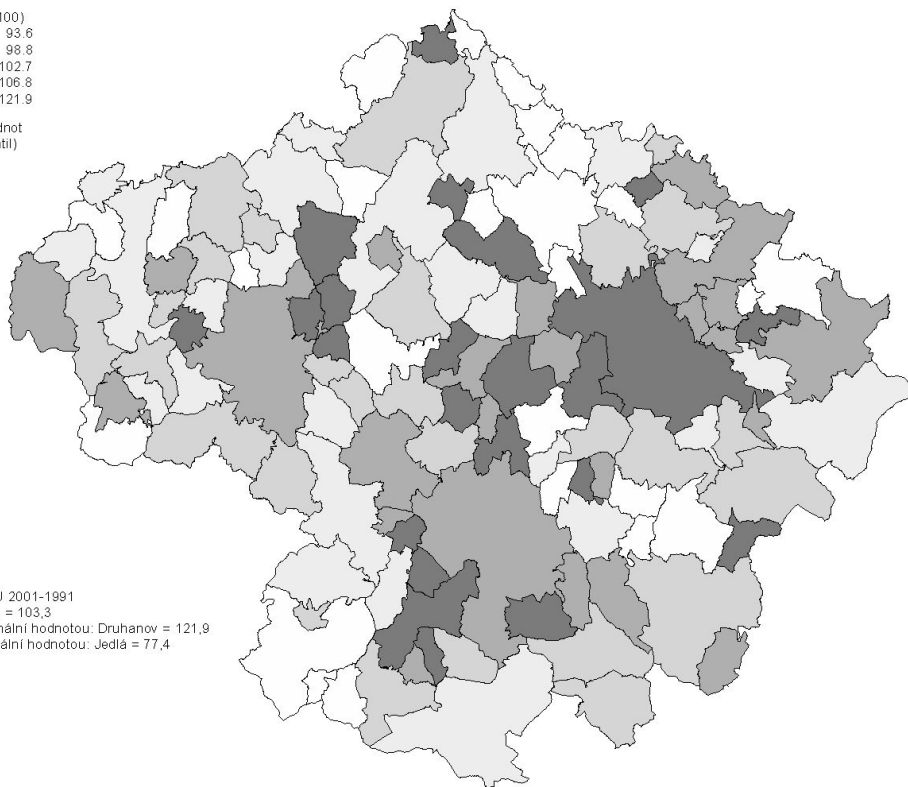 100)
93.6
98.8
102.7
106.8
121.9
dnot
til)
J 2001-1991
= 103,3
nální hodnotou: Druhanov = 121,9
ální hodnotou: Jedlá = 77,4